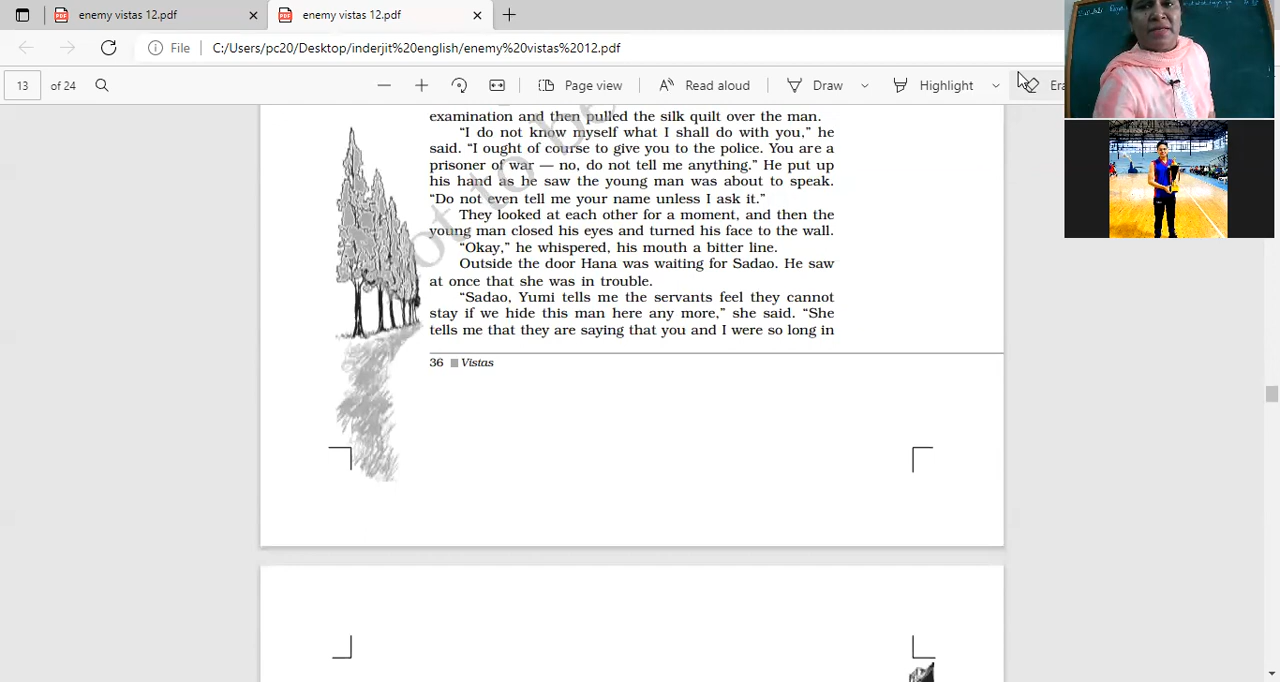 enemy vistas 12.pdf
enemy vistas 12.pdf
File
C:/Users/pc20/Desktop/inderjit%20english/enemy%20vistas%2012.pdf
13 of 24
Page view
Read aloud
Draw
Highlight
Era
examination and then pulled the silk quilt over the man.
“I do not know myself what I shall do with you,” he
said. “I ought of course to give you to the police. You are a
prisoner of war — no, do not tell me anything.” He put up
his hand as he saw the young man was about to speak.
“Do not even tell me your name unless I ask it.”
They looked at each other for a moment, and then the
young man closed his eyes and turned his face to the wall.
“Okay,” he whispered, his mouth a bitter line.
Outside the door Hana was waiting for Sadao. He saw
at once that she was in trouble.
“Sadao, Yumi tells me the servants feel they cannot
stay if we hide this man here any more,” she said. “She
tells me that they are saying that you and I were so long in
36 Vistas
not to be